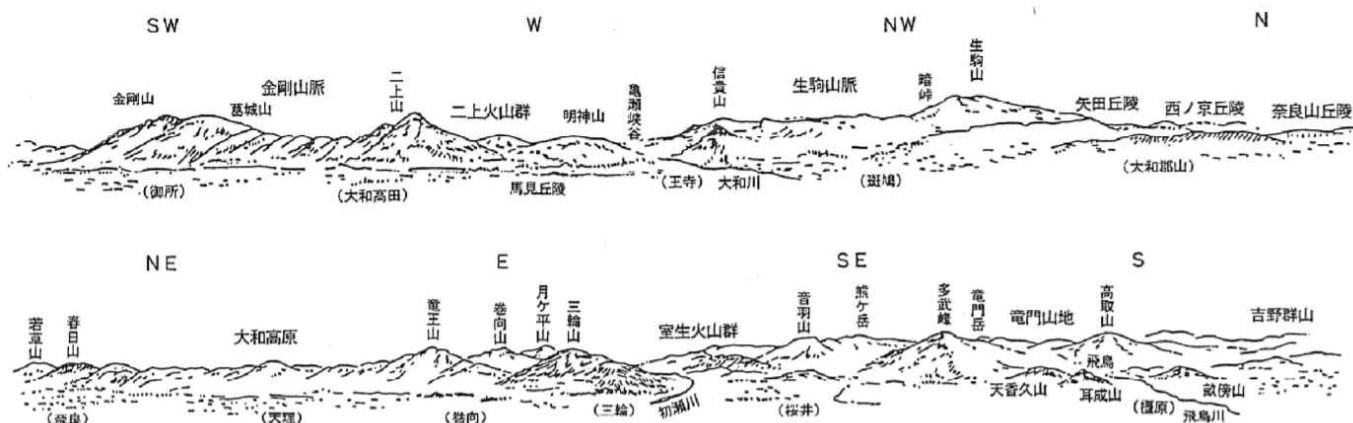 SW W NW N
金剛山
葛城山
金剛山脈
二上山
二上火山群
明神山
亀瀬峡谷
信貴山
生駒山脈
暗峠
生駒山
矢田丘陵
西ノ京丘陵
奈良山丘陵
(御所)
(大和高田)
馬見丘陵
(王寺)
大和川
(斑鳩)
(大和郡山)
NE E SE S
若草山
春日山
大和高原
竜王山
巻向山
月ケ平山
三輪山
室生火山群
音羽山
熊ケ岳
多武峰
竜門岳
竜門山地
高取山
吉野群山
(奈良)
(天理)
(巻向)
(三輪)
初瀬川
(桜井)
天香久山
飛鳥
耳成山
(橿原)
畝傍山
飛鳥川